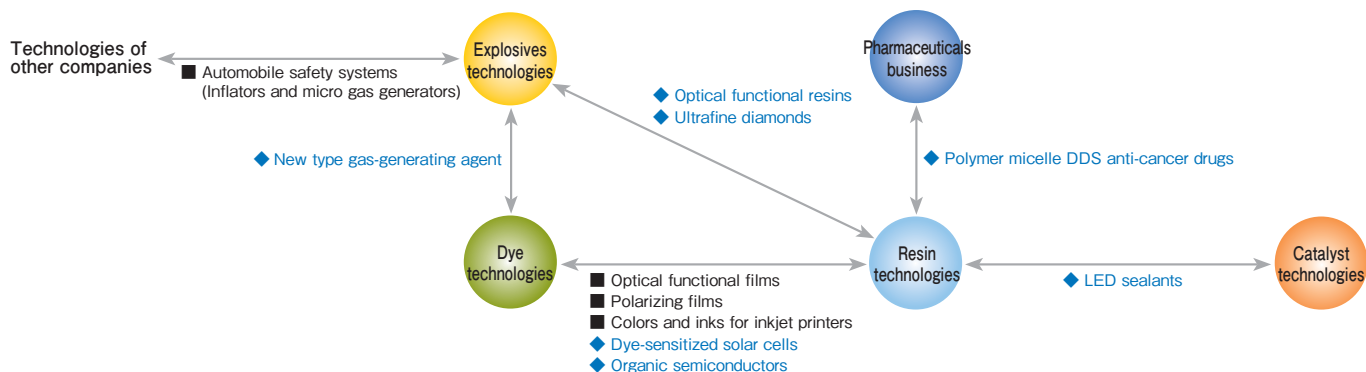 Technologies of
other companies
■ Automobile safety systems
(Inflators and micro gas generators)
Explosives
technologies
Pharmaceuticals
business
◆ Optical functional resins
◆ Ultrafine diamonds
◆ New type gas-generating agent
◆ Polymer micelle DDS anti-cancer drugs
Dye
technologies
■ Optical functional films
■ Polarizing films
■ Colors and inks for inkjet printers
◆ Dye-sensitized solar cells
◆ Organic semiconductors
Resin
technologies
◆ LED sealants
Catalyst
technologies